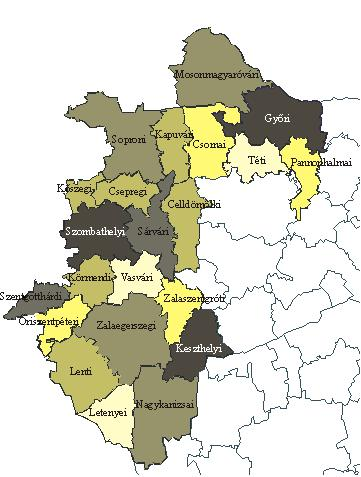 Mosonmagyaróvári
Győri
Soproni
Kapuvári
Csornai
Téti
Pannonhalmai
Kőszegi
Csepregi
Celldömölki
Szombathelyi
Sárvári
Körmendi
Vasvári
Szentgotthárdi
Zalaszentgróti
Őriszentpéteri
Zalaegerszegi
Keszthelyi
Lenti
Letenyei
Nagykanizsai